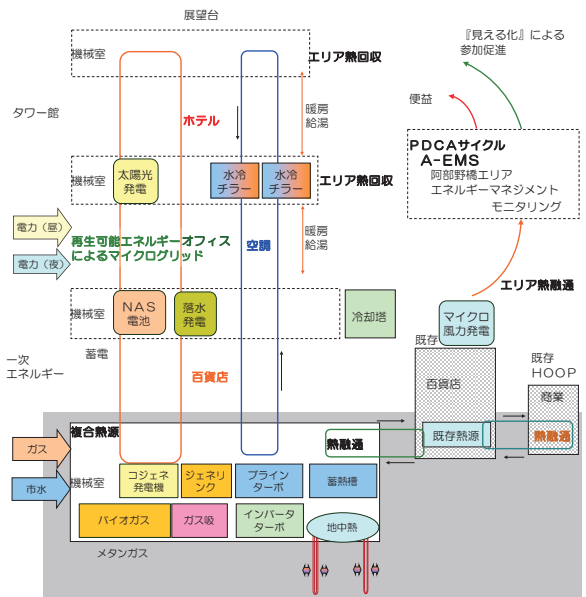 展望台
機械室
エリア熱回収
『見える化』による
参加促進
便益
タワー館
ホテル
暖房
給湯
PDCAサイクル
A-EMS
阿部野橋エリア
エネルギーマネジメント
モニタリング
機械室
太陽光
発電
水冷
チラー
水冷
チラー
エリア熱回収
電力（昼）
電力（夜）
再生可能エネルギーオフィス
によるマイクログリッド
空調
暖房
給湯
エリア熱融通
機械室
NAS
電池
落水
発電
冷却塔
マイクロ
風力発電
蓄電
既存
一次
エネルギー
百貨店
百貨店
既存
HOOP
商業
複合熱源
熱融通
既存熱源
熱融通
ガス
市水
機械室
コジェネ
発電機
ジェネリ
ンク
ブライン
ターボ
蓄熱槽
バイオガス
ガス吸
インバータ
ターボ
地中熱
メタンガス